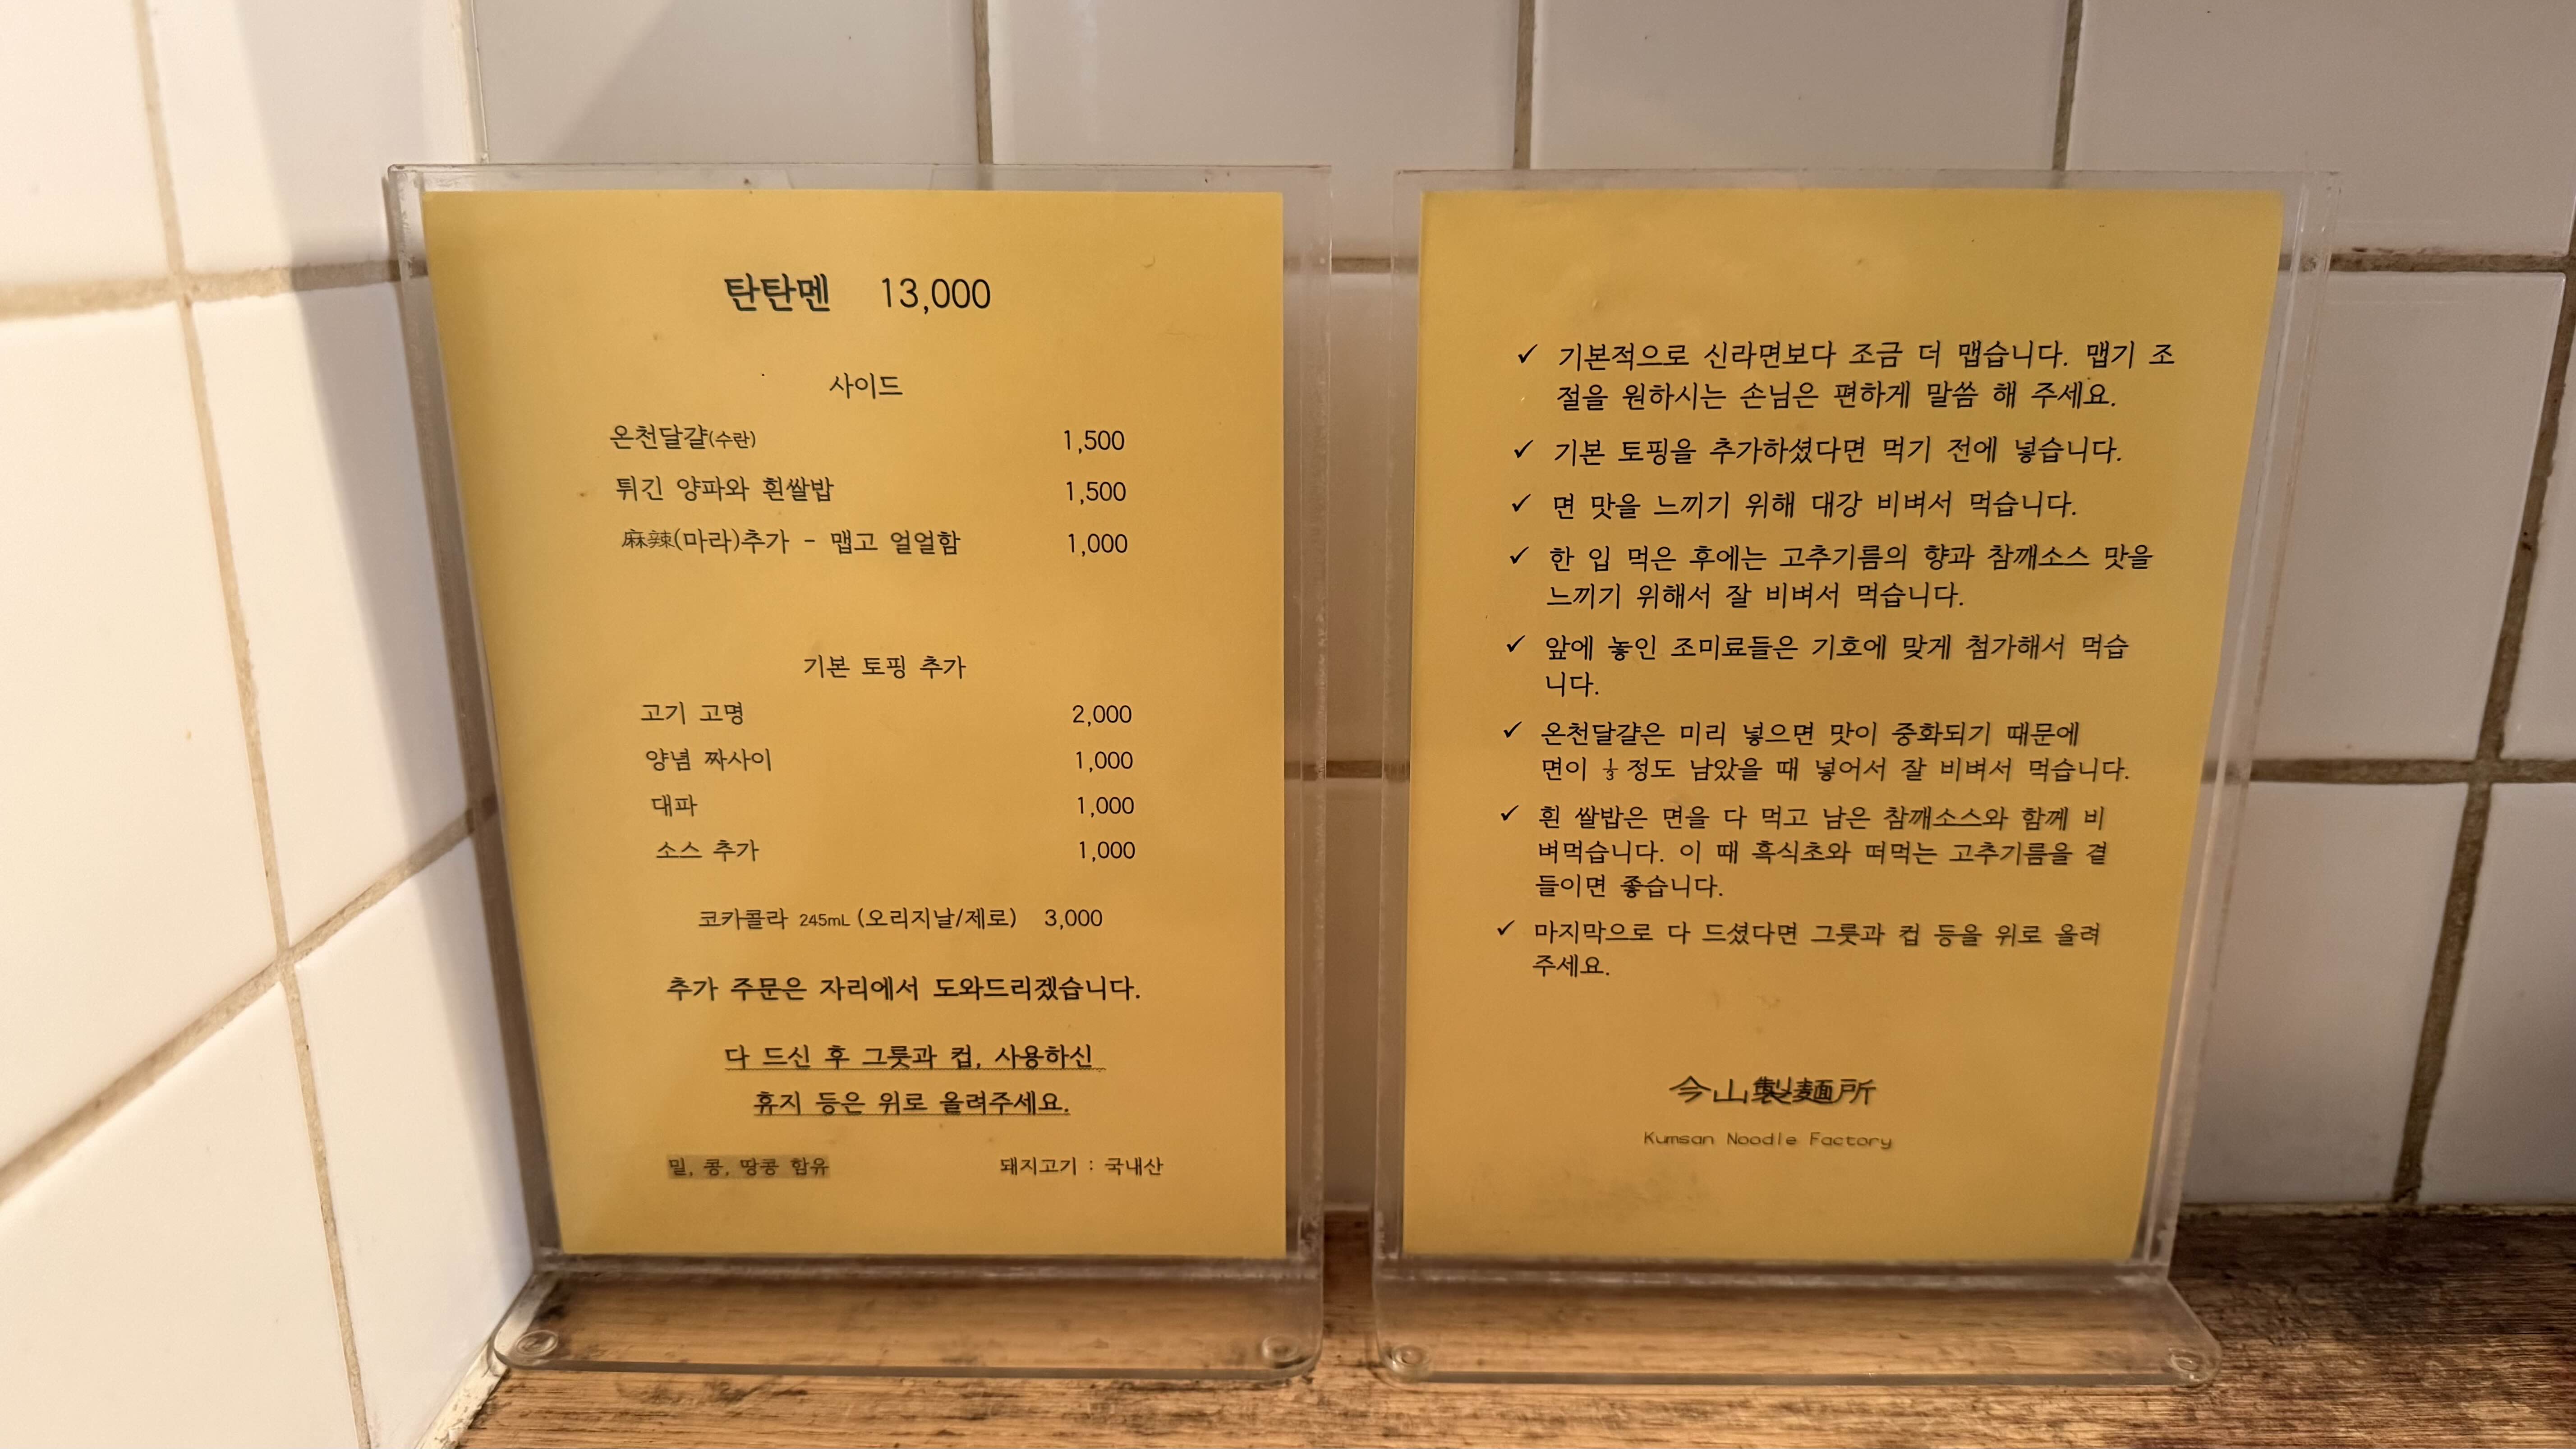 탄탄멘 13,000
사이드
온천달걀(수란) 1,500
튀긴 양파와 흰쌀밥 1,500
麻辣(마라)추가 - 맵고 얼얼함 1,000
기본 토핑 추가
고기 고명 2,000
양념 짜사이 1,000
대파 1,000
소스 추가 1,000
코카콜라 245mL (오리지날/제로) 3,000
추가 주문은 자리에서 도와드리겠습니다.
다 드신 후 그릇과 컵, 사용하신
휴지 등은 위로 올려주세요.
밀, 콩, 땅콩 함유 돼지고기 : 국내산
✓ 기본적으로 신라면보다 조금 더 맵습니다. 맵기 조
절을 원하시는 손님은 편하게 말씀 해 주세요.
✓ 기본 토핑을 추가하셨다면 먹기 전에 넣습니다.
✓ 면 맛을 느끼기 위해 대강 비벼서 먹습니다.
✓ 한 입 먹은 후에는 고추기름의 향과 참깨소스 맛을
느끼기 위해서 잘 비벼서 먹습니다.
✓ 앞에 놓인 조미료들은 기호에 맞게 첨가해서 먹습
니다.
✓ 온천달걀은 미리 넣으면 맛이 중화되기 때문에
면이 ⅓ 정도 남았을 때 넣어서 잘 비벼서 먹습니다.
✓ 흰 쌀밥은 면을 다 먹고 남은 참깨소스와 함께 비
벼먹습니다. 이 때 흑식초와 떠먹는 고추기름을 곁
들이면 좋습니다.
✓ 마지막으로 다 드셨다면 그릇과 컵 등을 위로 올려
주세요.
今山製麺所
Kumsan Noodle Factory